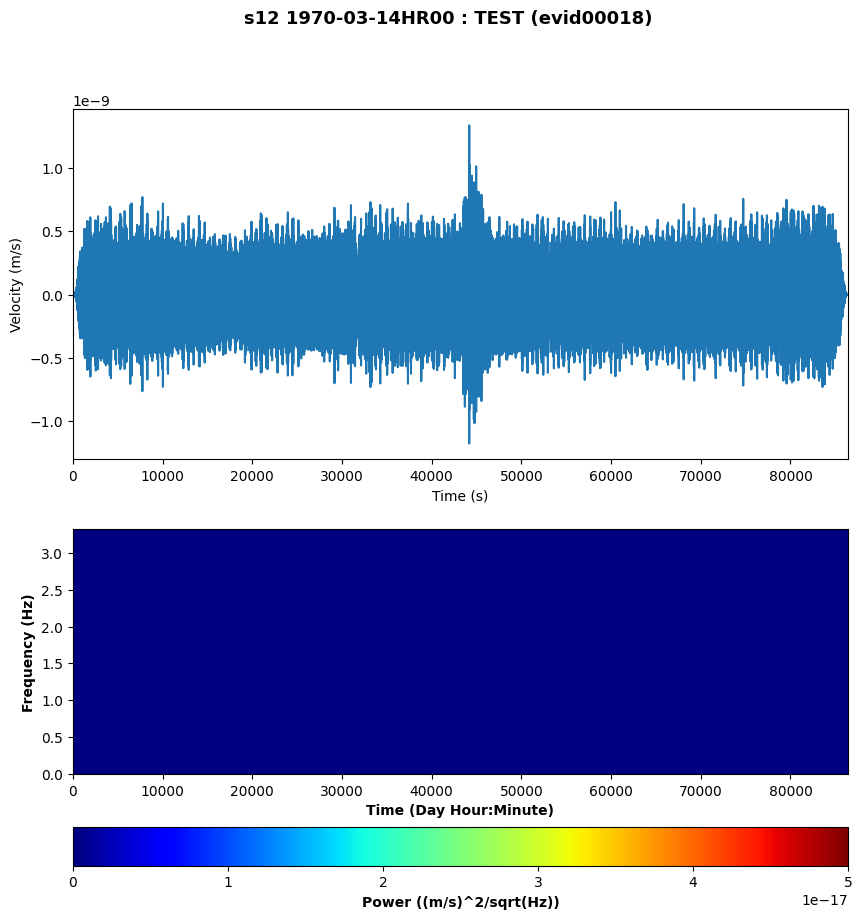 s12 1970-03-14HR00 : TEST (evid00018)
1e−9
1.0
0.5
0.0
−0.5
−1.0
Velocity (m/s)
0 10000 20000 30000 40000 50000 60000 70000 80000
Time (s)
3.0
2.5
2.0
1.5
1.0
0.5
0.0
Frequency (Hz)
0 10000 20000 30000 40000 50000 60000 70000 80000
Time (Day Hour:Minute)
0 1 2 3 4 5
1e−17
Power ((m/s)^2/sqrt(Hz))